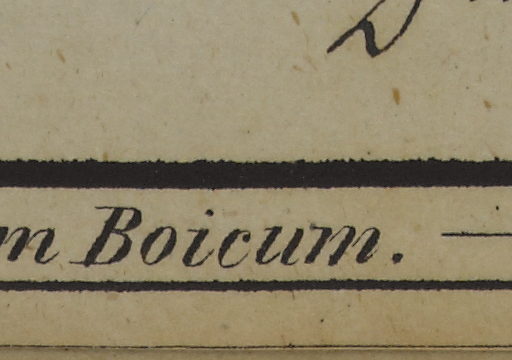 m Boicum. —